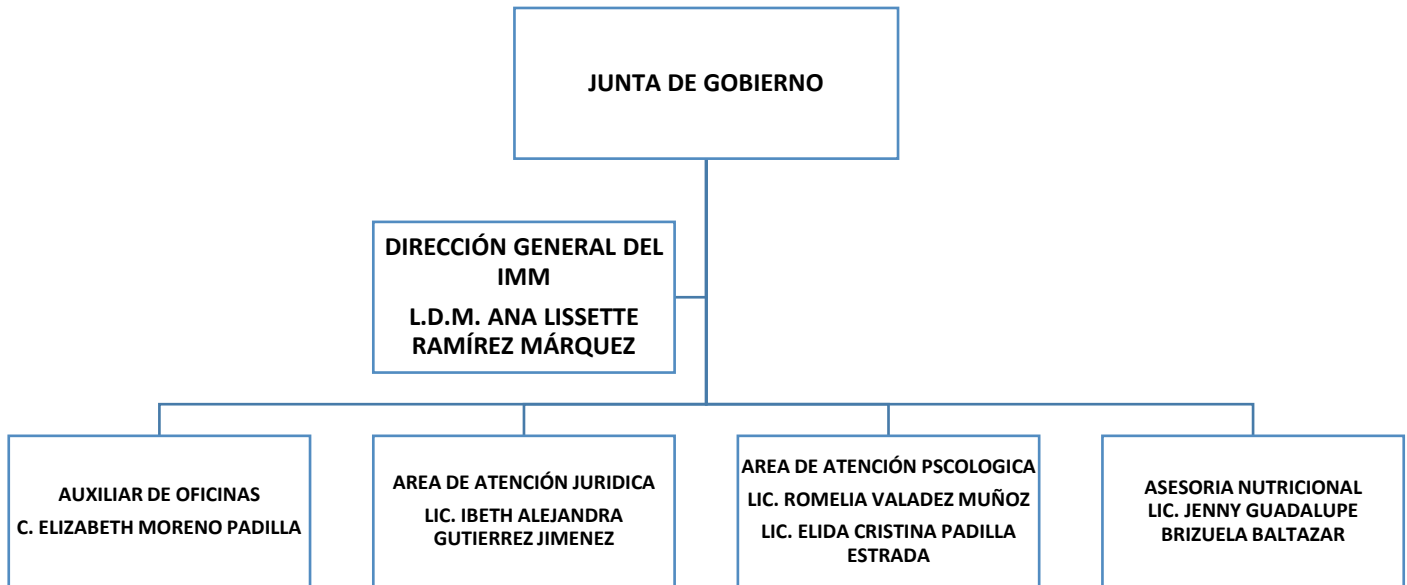 JUNTA DE GOBIERNO
DIRECCIÓN GENERAL DEL
IMM
L.D.M. ANA LISSETTE
RAMÍREZ MÁRQUEZ
AUXILIAR DE OFICINAS
C. ELIZABETH MORENO PADILLA
AREA DE ATENCIÓN JURIDICA
LIC. IBETH ALEJANDRA
GUTIERREZ JIMENEZ
AREA DE ATENCIÓN PSCOLOGICA
LIC. ROMELIA VALADEZ MUÑOZ
LIC. ELIDA CRISTINA PADILLA
ESTRADA
ASESORIA NUTRICIONAL
LIC. JENNY GUADALUPE
BRIZUELA BALTAZAR